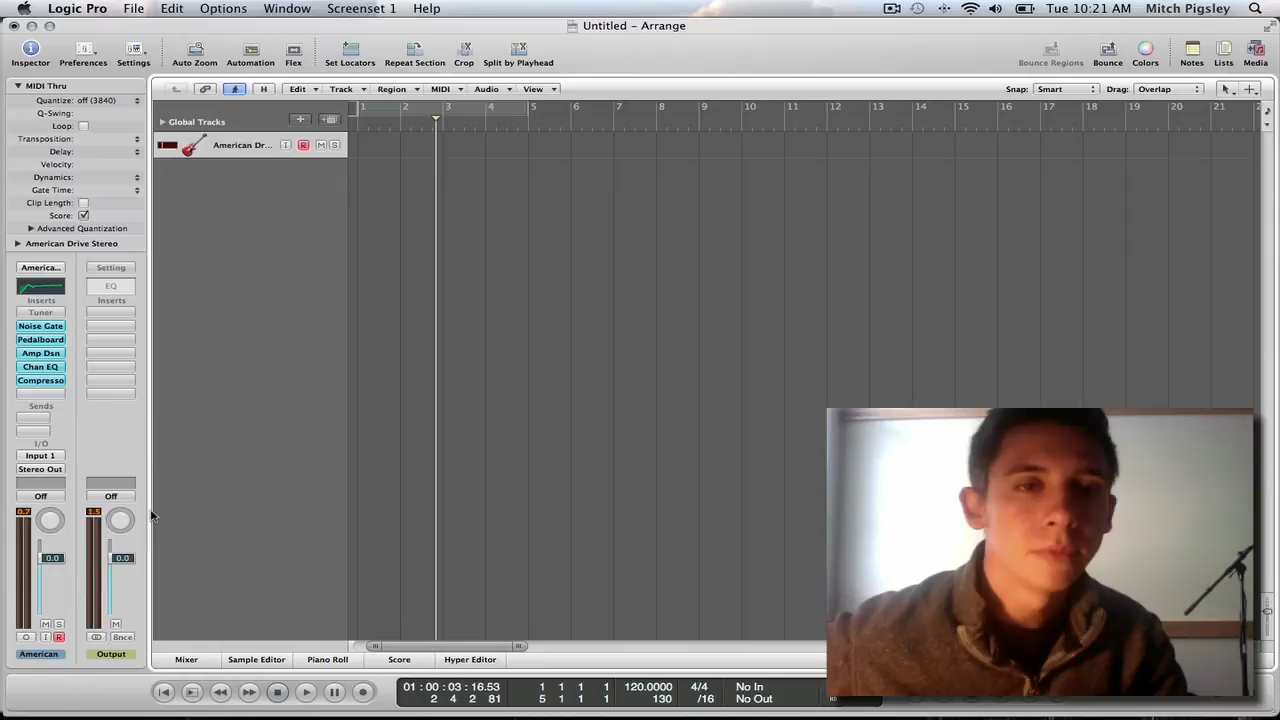 Logic Pro File Edit Options Window Screenset 1 Help Tue 10:21 AM Mitch Pigsley
Untitled – Arrange
Inspector Preferences Settings Auto Zoom Automation Flex Set Locators Repeat Section Crop Split by Playhead Bounce Regions Bounce Colors Notes Lists Media
MIDI Thru H Edit Track Region MIDI Audio View Snap: Smart Drag: Overlap
Quantize: off (3840)
1 2 3 4 5 6 7 8 9 10 11 12 13 14 15 16 17 18 19 20 21
Q-Swing:
Global Tracks
Loop:
Transposition:
American Dr... I R M S
Delay:
Velocity:
Dynamics:
Gate Time:
Clip Length:
Score:
Advanced Quantization
American Drive Stereo
America... Setting
EQ
Inserts Inserts
Tuner
Noise Gate
Pedalboard
Amp Dsn
Chan EQ
Compresso
Sends
I/O
Input 1
Stereo Out
Off Off
0.7 1.5
0.0 0.0
M S M
I R Bnce
American Output
Mixer Sample Editor Piano Roll Score Hyper Editor
01 : 00 : 03 : 16.53 1 1 1 1 120.0000 4/4 No In
2 4 2 81 5 1 1 1 130 /16 No Out